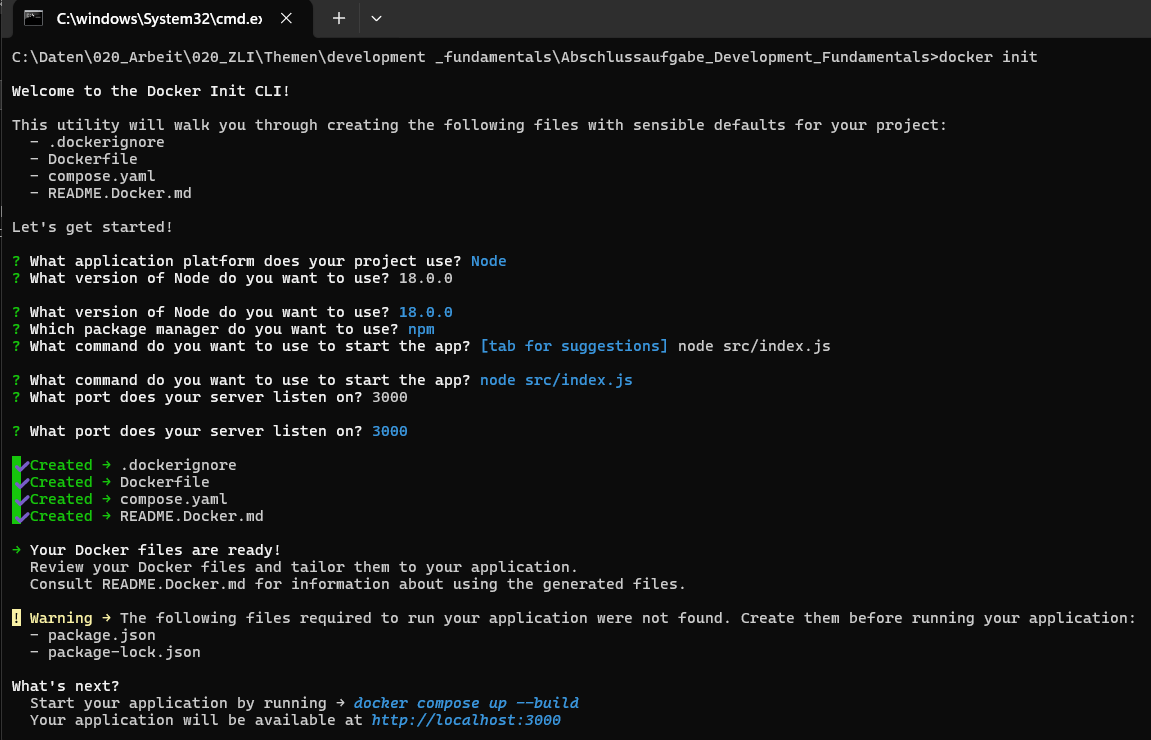 C:\windows\System32\cmd.ex
C:\Daten\020_Arbeit\020_ZLI\Themen\development _fundamentals\Abschlussaufgabe_Development_Fundamentals>docker init
Welcome to the Docker Init CLI!
This utility will walk you through creating the following files with sensible defaults for your project:
- .dockerignore
- Dockerfile
- compose.yaml
- README.Docker.md
Let's get started!
? What application platform does your project use? Node
? What version of Node do you want to use? 18.0.0
? What version of Node do you want to use? 18.0.0
? Which package manager do you want to use? npm
? What command do you want to use to start the app? [tab for suggestions] node src/index.js
? What command do you want to use to start the app? node src/index.js
? What port does your server listen on? 3000
? What port does your server listen on? 3000
✔Created → .dockerignore
✔Created → Dockerfile
✔Created → compose.yaml
✔Created → README.Docker.md
→ Your Docker files are ready!
Review your Docker files and tailor them to your application.
Consult README.Docker.md for information about using the generated files.
! Warning → The following files required to run your application were not found. Create them before running your application:
- package.json
- package-lock.json
What's next?
Start your application by running → docker compose up --build
Your application will be available at http://localhost:3000